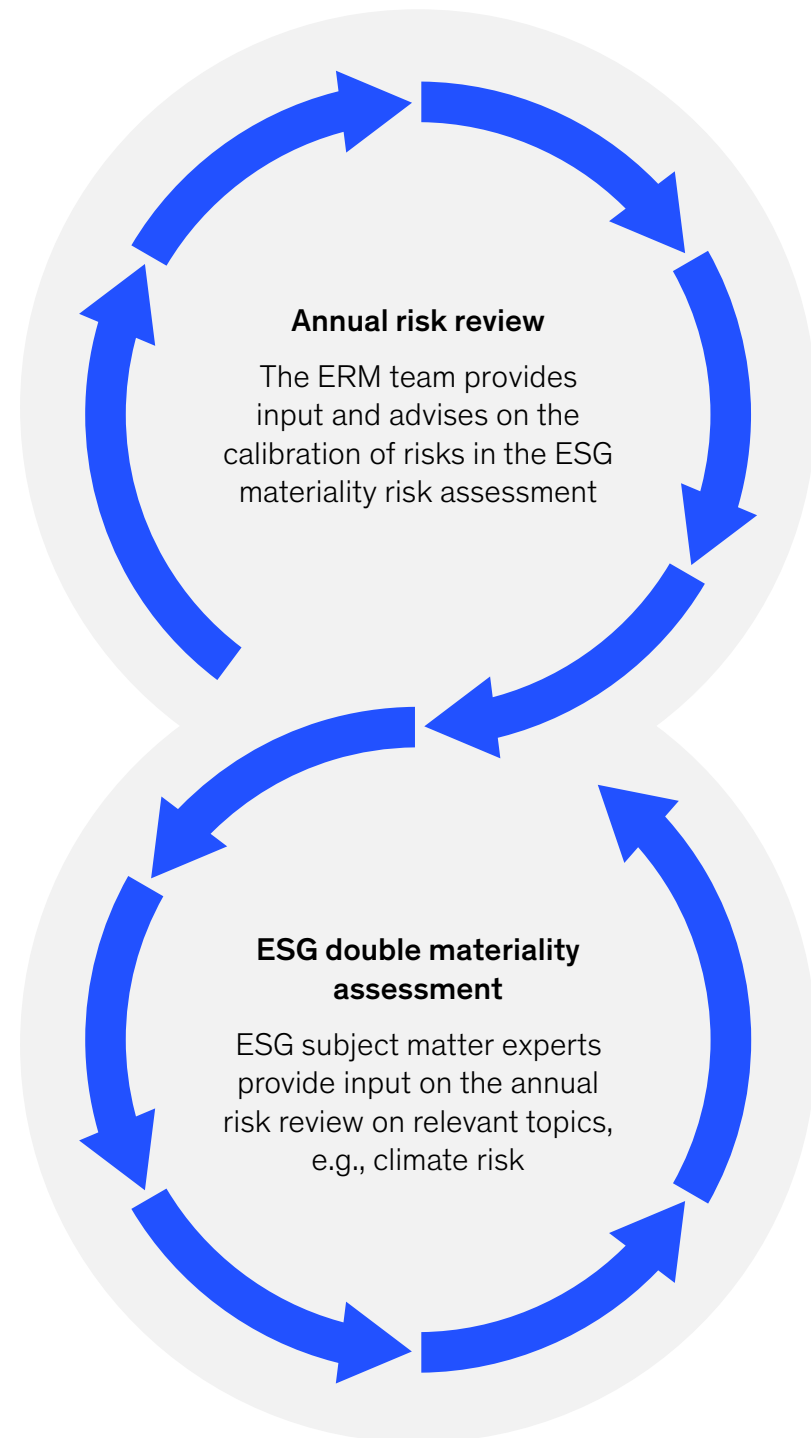 Annual risk review
The ERM team provides
input and advises on the
calibration of risks in the ESG
materiality risk assessment
ESG double materiality
assessment
ESG subject matter experts
provide input on the annual
risk review on relevant topics,
e.g., climate risk